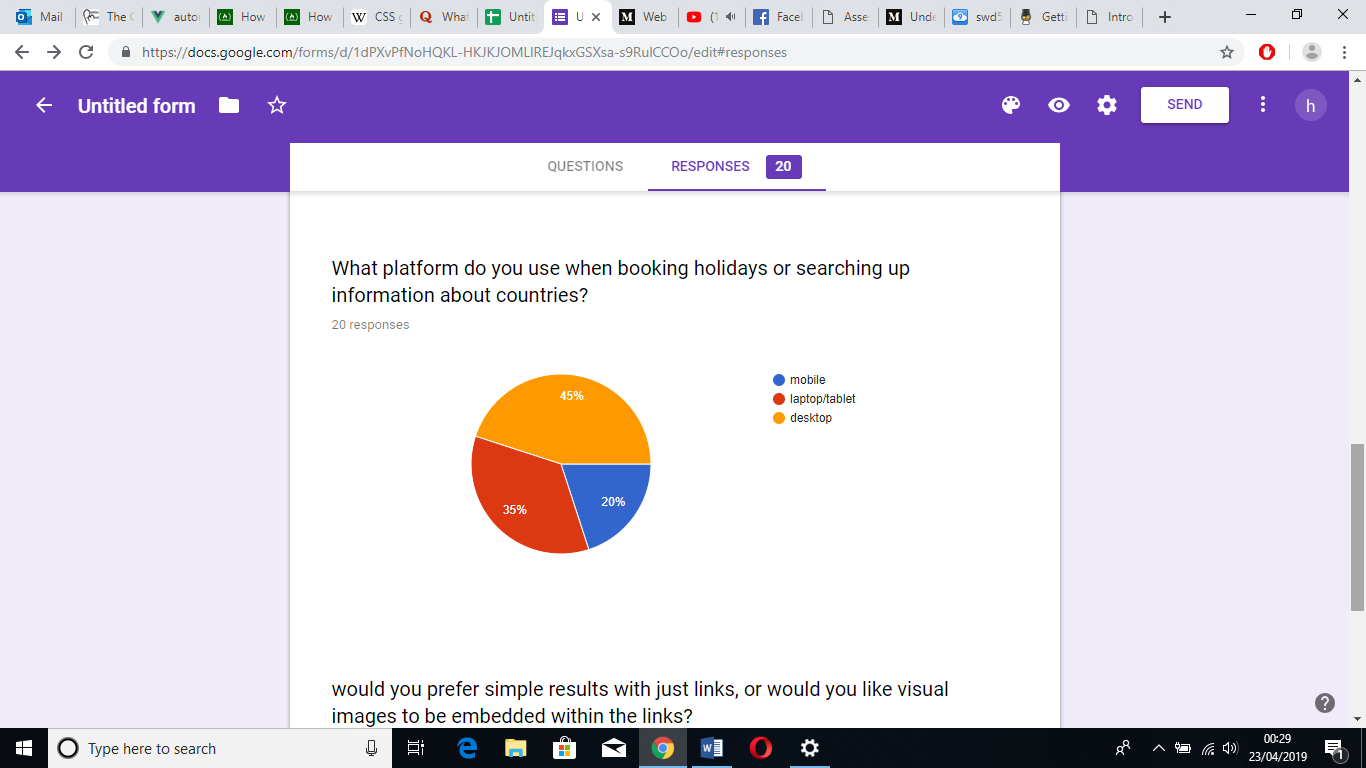 Mail
The C
autor
How
How
CSS g
What
Untit
U
Web
(1
Face
Asse
Unde
swd5
Gett
Intro
https://docs.google.com/forms/d/1dPXvPfNoHQKL-HKJKJOMLIREJqkxGSXsa-s9RulCCOo/edit#responses
Untitled form
SEND
h
QUESTIONS
RESPONSES 20
What platform do you use when booking holidays or searching up
information about countries?
20 responses
mobile
laptop/tablet
desktop
45%
35%
20%
would you prefer simple results with just links, or would you like visual
images to be embedded within the links?
Type here to search
00:29
23/04/2019
1